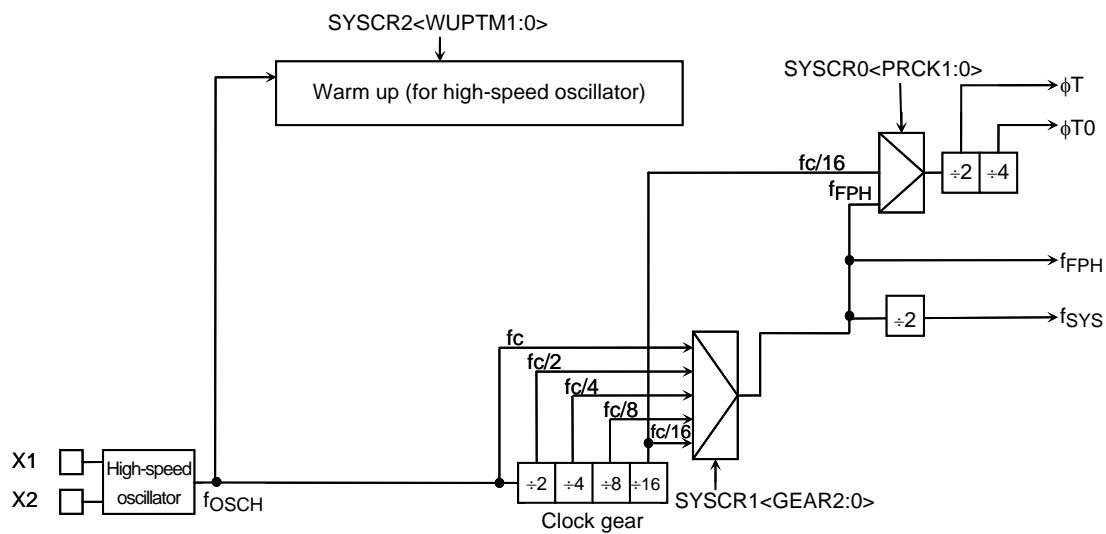 SYSCR2<WUPTM1:0>
Warm up (for high-speed oscillator)
SYSCR0<PRCK1:0>
ϕT
ϕT0
fc/16
÷2
÷4
fFPH
fFPH
÷2
fSYS
fc
fc/2
fc/4
fc/8
fc/16
X1
X2
High-speed
oscillator
fOSCH
÷2
÷4
÷8
÷16
SYSCR1<GEAR2:0>
Clock gear